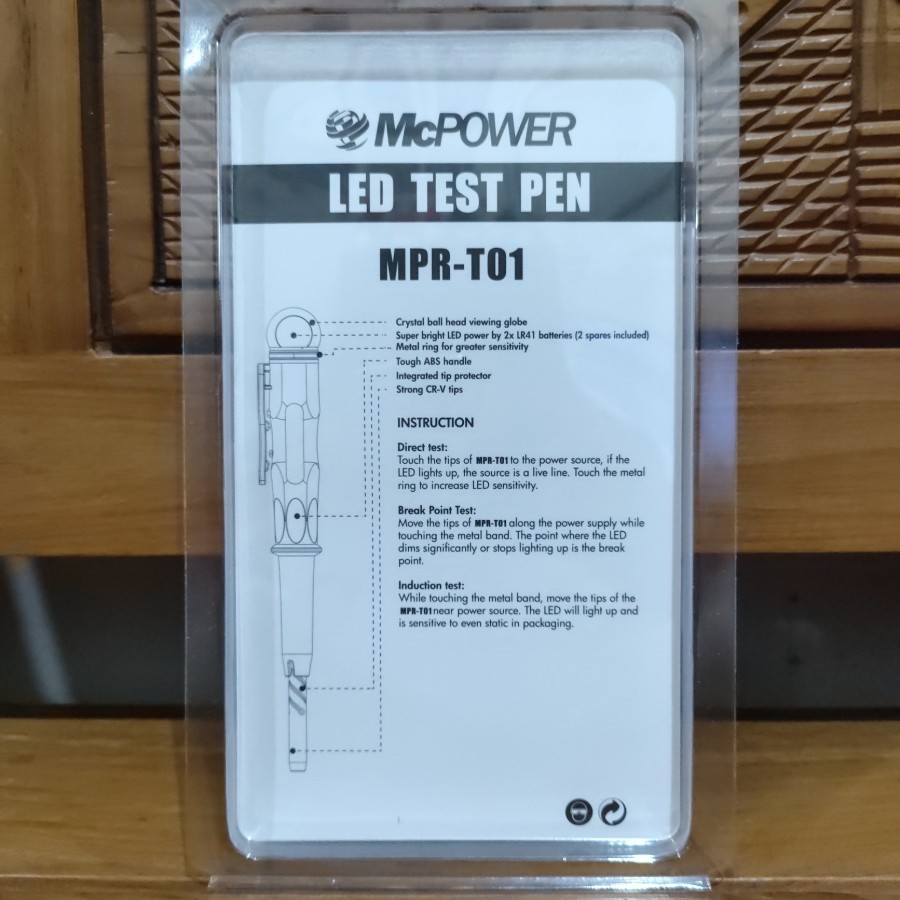 McPOWER
LED TEST PEN
MPR-T01
Crystal ball head viewing globe
Super bright LED power by 2x LR41 batteries (2 spares included)
Metal ring for greater sensitivity
Tough ABS handle
Integrated tip protector
Strong CR-V tips
INSTRUCTION
Direct test:
Touch the tips of MPR-T01 to the power source, if the
LED lights up, the source is a live line. Touch the metal
ring to increase LED sensitivity.
Break Point Test:
Move the tips of MPR-T01 along the power supply while
touching the metal band. The point where the LED
dims significantly or stops lighting up is the break
point.
Induction test:
While touching the metal band, move the tips of the
MPR-T01 near power source. The LED will light up and
is sensitive to even static in packaging.